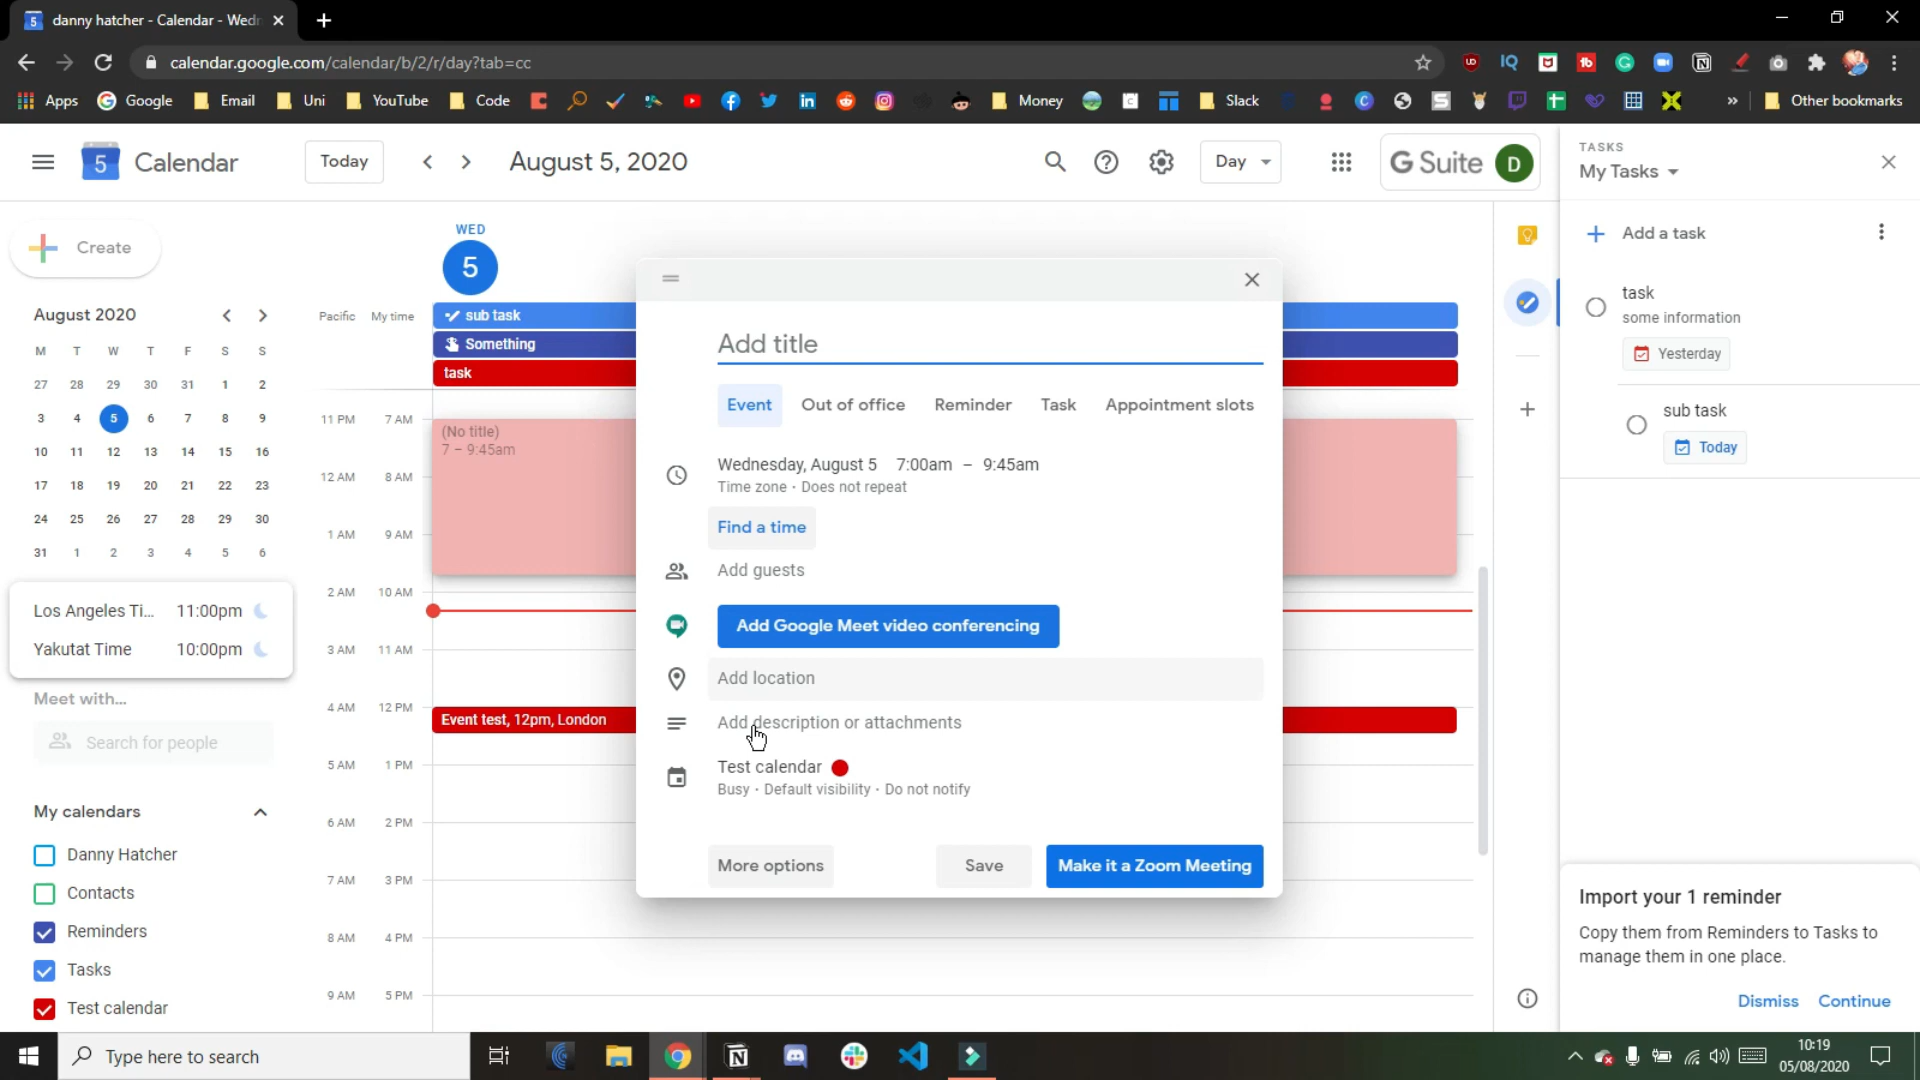 danny hatcher - Calendar - Wedn
calendar.google.com/calendar/b/2/r/day?tab=cc
Apps Google Email Uni YouTube Code Money Slack » Other bookmarks
5 Calendar Today August 5, 2020 Day G Suite D
TASKS
My Tasks
Create
WED
5
Add a task
August 2020
M T W T F S S
27 28 29 30 31 1 2
3 4 5 6 7 8 9
10 11 12 13 14 15 16
17 18 19 20 21 22 23
24 25 26 27 28 29 30
31 1 2 3 4 5 6
Los Angeles Ti... 11:00pm
Yakutat Time 10:00pm
Meet with...
Search for people
My calendars
Danny Hatcher
Contacts
Reminders
Tasks
Test calendar
Pacific My time
sub task
Something
task
11 PM 7 AM
(No title)
7 – 9:45am
12 AM 8 AM
1 AM 9 AM
2 AM 10 AM
3 AM 11 AM
4 AM 12 PM
Event test, 12pm, London
5 AM 1 PM
6 AM 2 PM
7 AM 3 PM
8 AM 4 PM
9 AM 5 PM
Add title
Event Out of office Reminder Task Appointment slots
Wednesday, August 5 7:00am – 9:45am
Time zone · Does not repeat
Find a time
Add guests
Add Google Meet video conferencing
Add location
Add description or attachments
Test calendar
Busy · Default visibility · Do not notify
More options Save Make it a Zoom Meeting
task
some information
Yesterday
sub task
Today
Import your 1 reminder
Copy them from Reminders to Tasks to
manage them in one place.
Dismiss Continue
Type here to search
10:19
05/08/2020